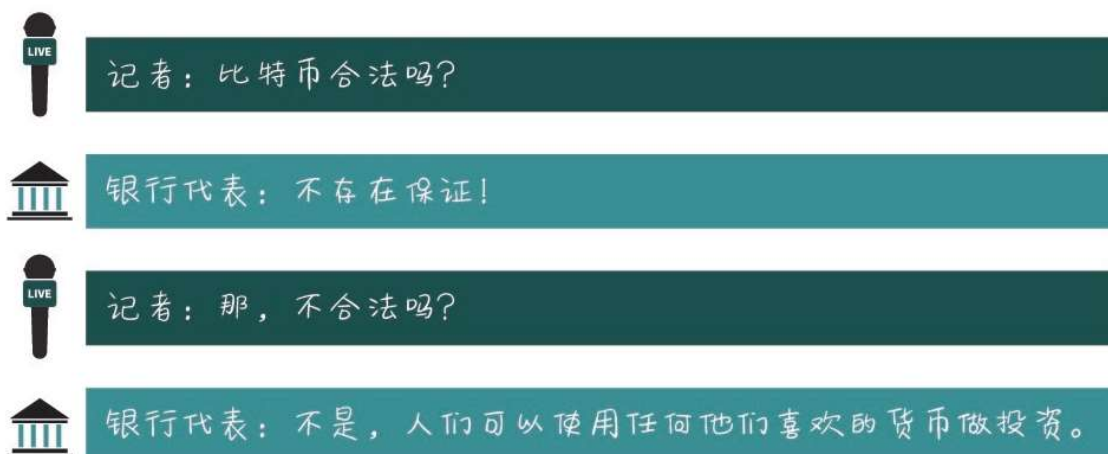 LIVE
记者：比特币合法吗？
银行代表：不存在保证！
LIVE
记者：那，不合法吗？
银行代表：不是，人们可以使用任何他们喜欢的货币做投资。